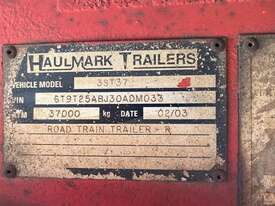 HAULMARK TRAILERS
VEHICLE MODEL 3ST37
VIN 6T9T25ABJ30ADM033
ATM 37000 kg DATE 02/03
ROAD TRAIN TRAILER - R